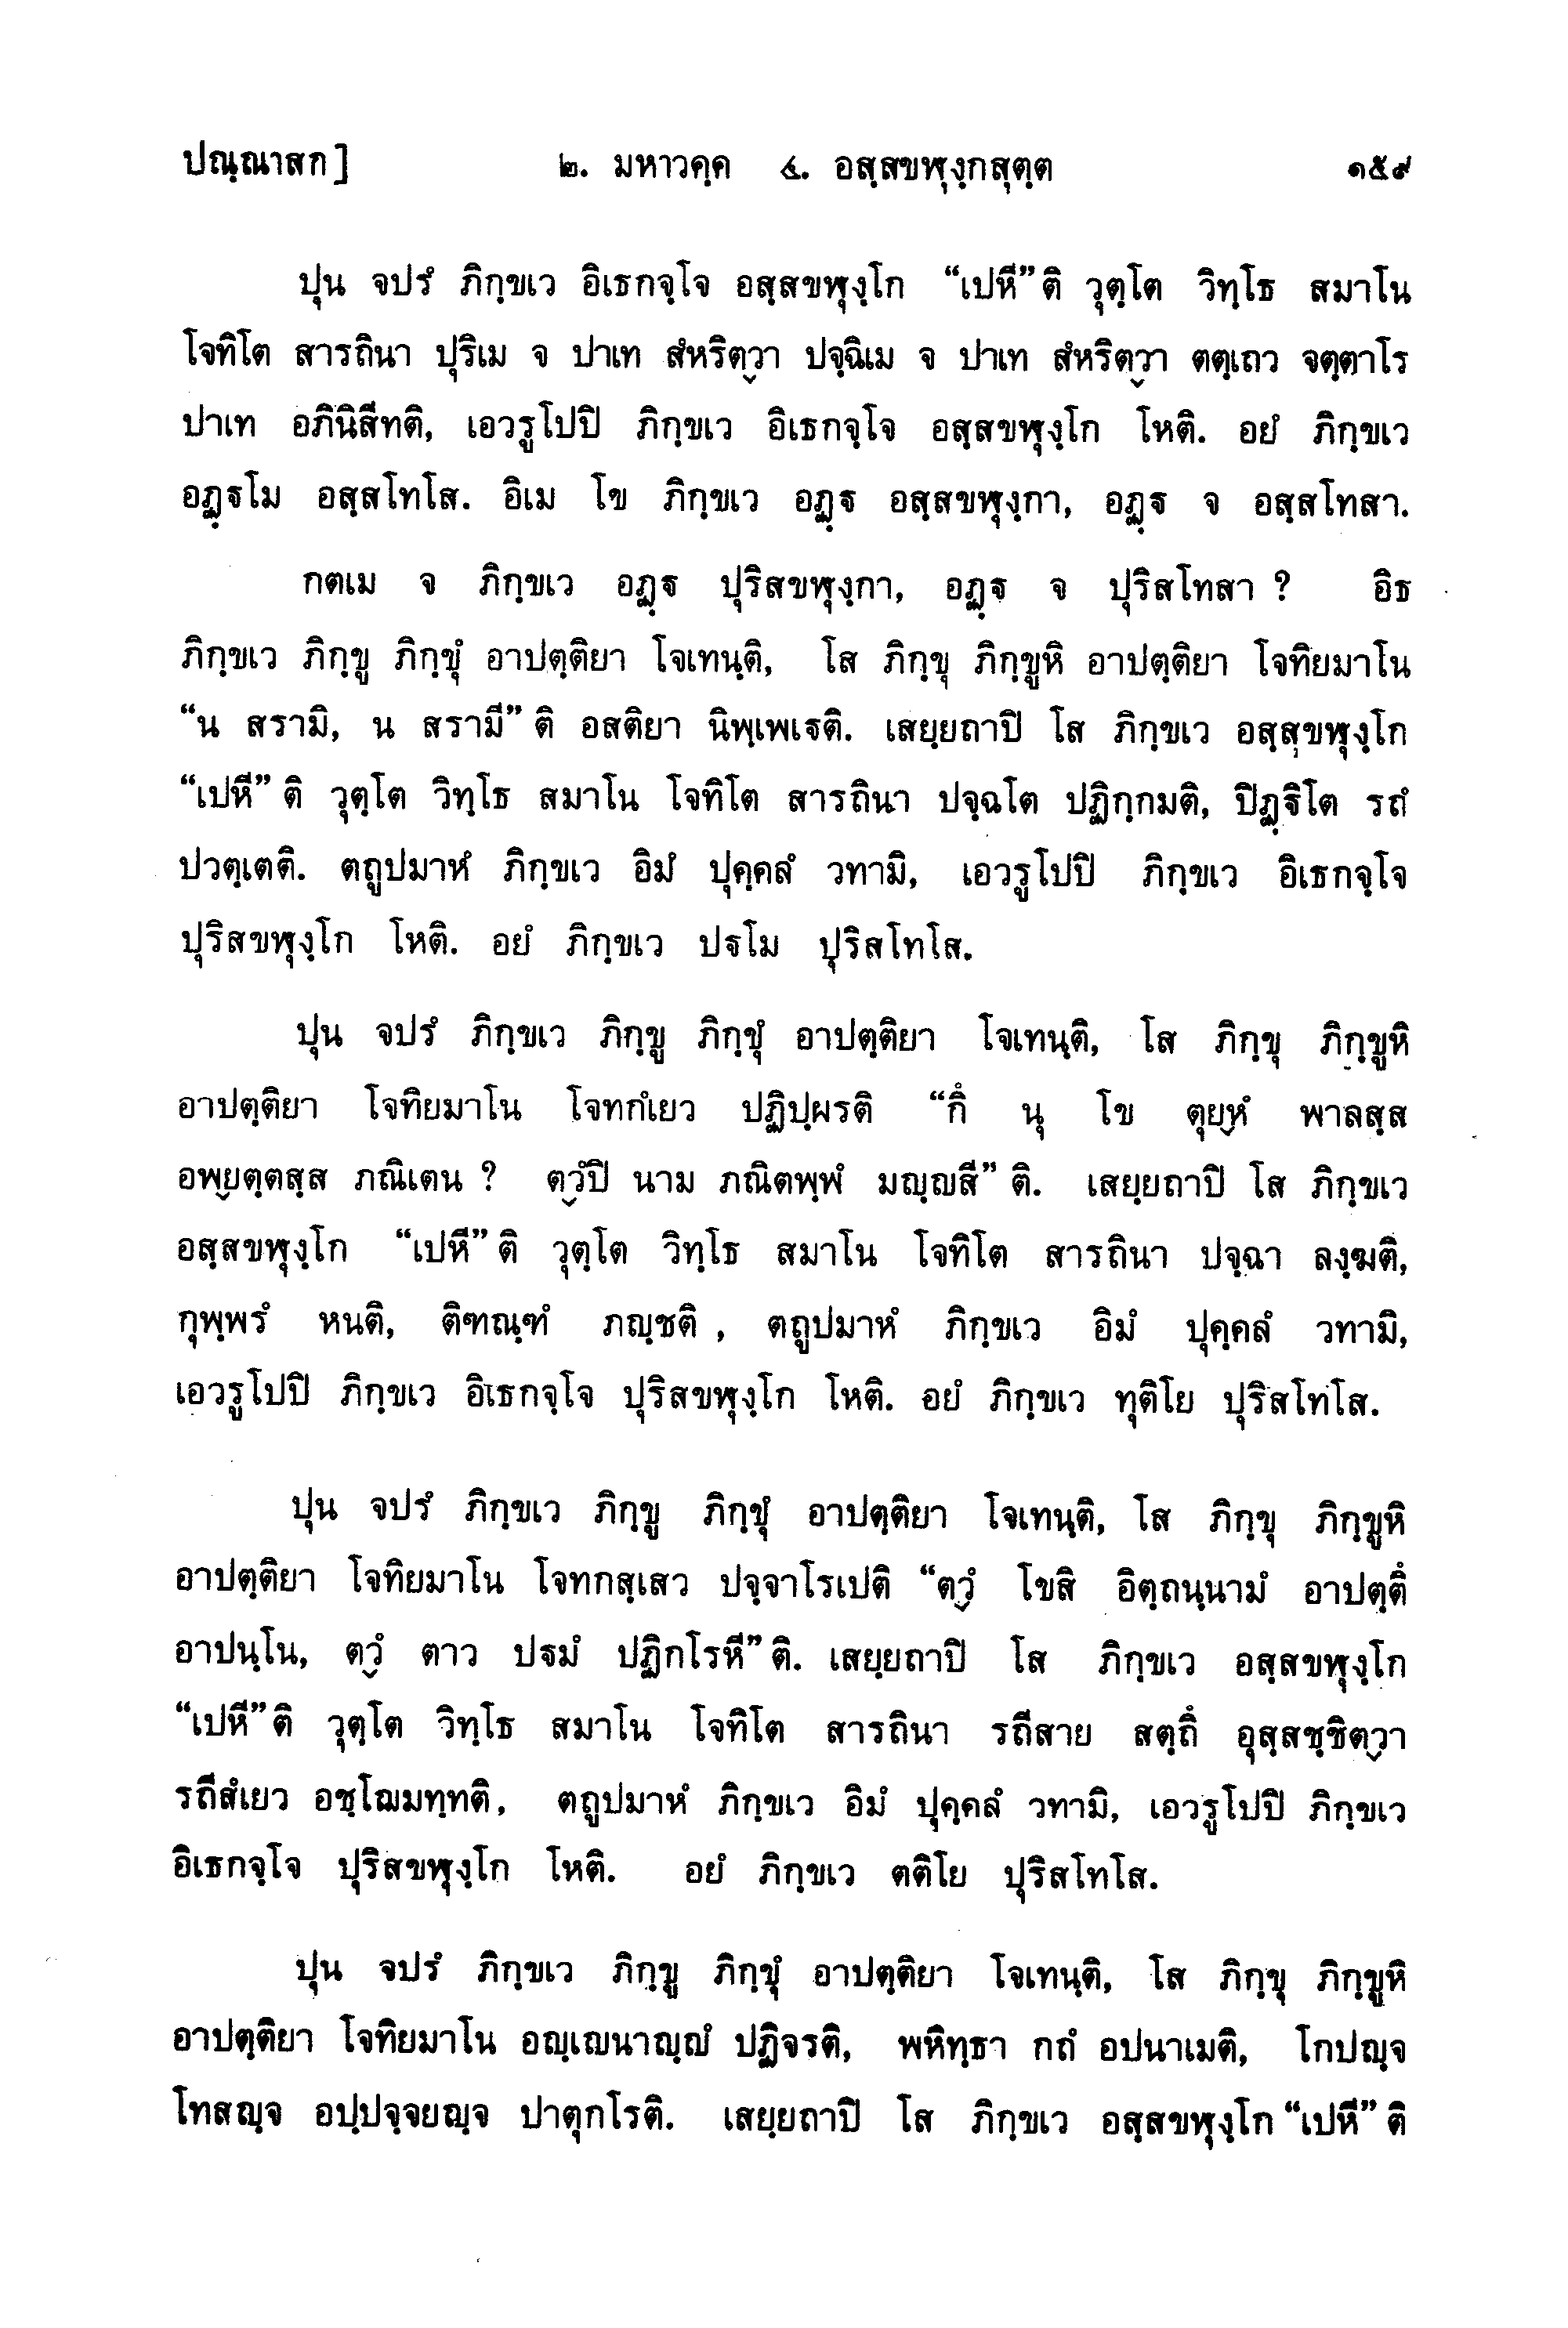 ปณฺณาสก]	๒. มหาวคฺค ๔. อสฺสขฬุงฺกสุตฺต	๑๕๙
ปุน จปรํ ภิกฺขเว อิเธกจฺโจ อสฺสขฬุงฺโก “เปหี”ติ วุตฺโต วิทฺโธ สมาโน
โจทิโต สารถินา ปุริเม จ ปาเท สํหริตฺวา ปจฺฉิเม จ ปาเท สํหริตฺวา ตตฺเถว จตฺตาโร
ปาเท อภินิสีทติ, เอวรูโปปิ ภิกฺขเว อิเธกจฺโจ อสฺสขฬุงฺโก โหติ. อยํ ภิกฺขเว
อฏฺฐโม อสฺสโทโส. อิเม โข ภิกฺขเว อฏฺฐ อสฺสขฬุงฺกา, อฏฺฐ จ อสฺสโทสา.
กตเม จ ภิกฺขเว อฏฺฐ ปุริสขฬุงฺกา, อฏฺฐ จ ปุริสโทสา ? อิธ
ภิกฺขเว ภิกฺขู ภิกฺขุํ อาปตฺติยา โจเทนฺติ, โส ภิกฺขุ ภิกฺขูหิ อาปตฺติยา โจทิยมาโน
“น สรามิ, น สรามี” ติ อสติยา นิพฺเพเฐติ. เสยฺยถาปิ โส ภิกฺขเว อสฺสขฬุงฺโก
“เปหี” ติ วุตฺโต วิทฺโธ สมาโน โจทิโต สารถินา ปจฺฉโต ปฏิกฺกมติ, ปิฏฺฐิโต รถํ
ปวตฺเตติ. ตถูปมาหํ ภิกฺขเว อิมํ ปุคฺคลํ วทามิ, เอวรูโปปิ ภิกฺขเว อิเธกจฺโจ
ปุริสขฬุงฺโก โหติ. อยํ ภิกฺขเว ปฐโม ปุริสโทโส.
ปุน จปรํ ภิกฺขเว ภิกฺขู ภิกฺขุํ อาปตฺติยา โจเทนฺติ, โส ภิกฺขุ ภิกฺขูหิ
อาปตฺติยา โจทิยมาโน โจทกํเยว ปฏิปฺผรติ “กึ นุ โข ตุยฺหํ พาลสฺส
อพฺยตฺตสฺส ภณิเตน ? ตฺวํปิ นาม ภณิตพฺพํ มญฺญสี” ติ. เสยฺยถาปิ โส ภิกฺขเว
อสฺสขฬุงฺโก “เปหี” ติ วุตฺโต วิทฺโธ สมาโน โจทิโต สารถินา ปจฺฉา ลงฺฆติ,
กุพฺพรํ หนติ, ติฑณฺฑํ ภญฺชติ , ตถูปมาหํ ภิกฺขเว อิมํ ปุคฺคลํ วทามิ,
เอวรูโปปิ ภิกฺขเว อิเธกจฺโจ ปุริสขฬุงฺโก โหติ. อยํ ภิกฺขเว ทุติโย ปุริสโทโส.
ปุน จปรํ ภิกฺขเว ภิกฺขู ภิกฺขุํ อาปตฺติยา โจเทนฺติ, โส ภิกฺขุ ภิกฺขูหิ
อาปตฺติยา โจทิยมาโน โจทกสฺเสว ปจฺจาโรเปติ “ตฺวํ โขสิ อิตฺถนฺนามํ อาปตฺตึ
อาปนฺโน, ตฺวํ ตาว ปฐมํ ปฏิกโรหี”ติ. เสยฺยถาปิ โส ภิกฺขเว อสฺสขฬุงฺโก
“เปหี”ติ วุตฺโต วิทฺโธ สมาโน โจทิโต สารถินา รถีสาย สตฺถึ อุสฺสชฺชิตฺวา
รถีสํเยว อชฺโฌมทฺทติ, ตถูปมาหํ ภิกฺขเว อิมํ ปุคฺคลํ วทามิ, เอวรูโปปิ ภิกฺขเว
อิเธกจฺโจ ปุริสขฬุงฺโก โหติ. อยํ ภิกฺขเว ตติโย ปุริสโทโส.
ปุน จปรํ ภิกฺขเว ภิกฺขู ภิกฺขุํ อาปตฺติยา โจเทนฺติ, โส ภิกฺขุ ภิกฺขูหิ
อาปตฺติยา โจทิยมาโน อญฺเญนาญฺญํ ปฏิจรติ, พหิทฺธา กถํ อปนาเมติ, โกปญฺจ
โทสญฺจ อปฺปจฺจยญฺจ ปาตุกโรติ. เสยฺยถาปิ โส ภิกฺขเว อสฺสขฬุงฺโก “เปหี” ติ